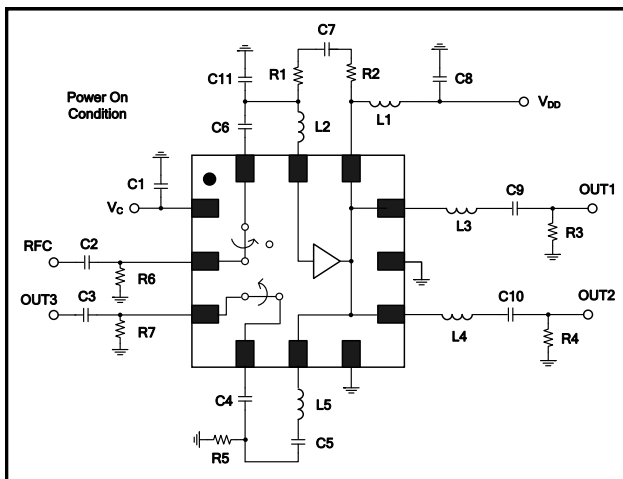 C7
C11
R1
R2
C8
Power On
Condition
L1
VDD
C6
L2
C1
VC
C9
OUT1
L3
R3
RFC
C2
R6
OUT3
C3
C10
OUT2
R7
L4
R4
C4
L5
R5
C5